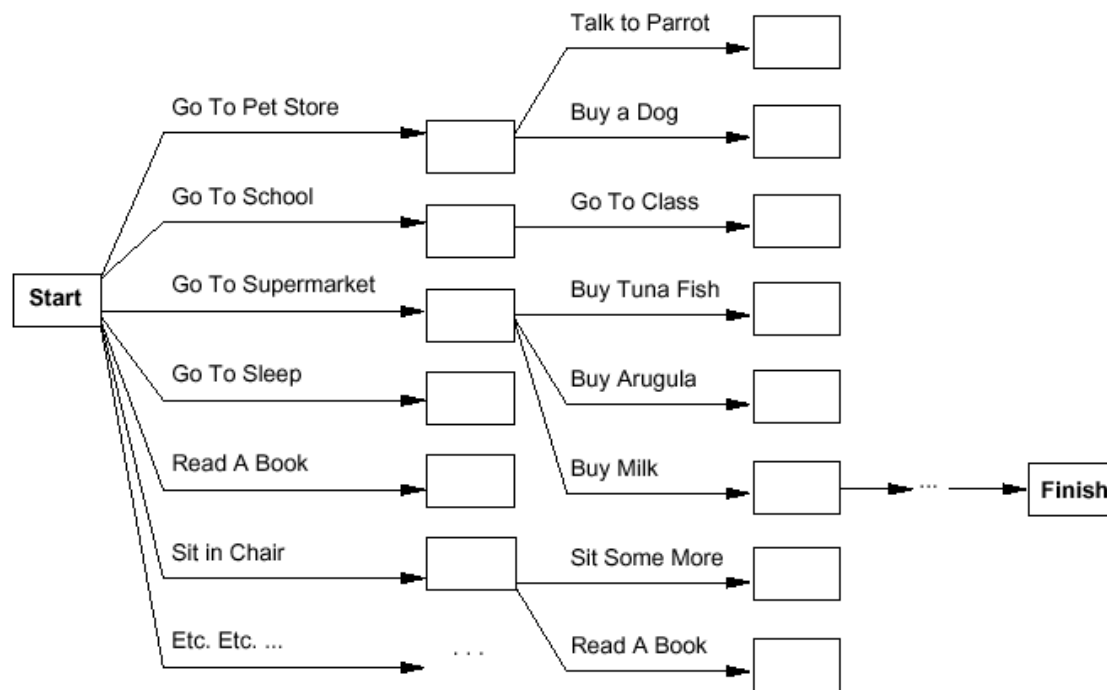 Talk to Parrot
Go To Pet Store
Buy a Dog
Go To School
Go To Class
Start
Go To Supermarket
Buy Tuna Fish
Go To Sleep
Buy Arugula
Read A Book
Buy Milk
...
Finish
Sit in Chair
Sit Some More
Etc. Etc. ...
. . .
Read A Book